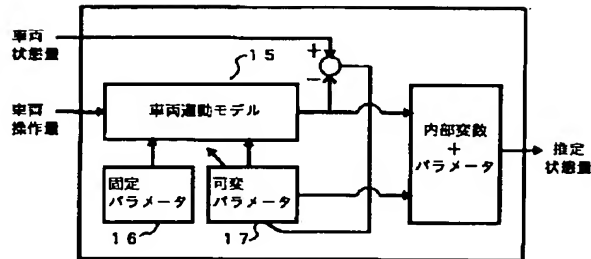 車両
状態量
+
−
15
車両
操作量
車両運動モデル
内部変数
+
パラメータ
推定
状態量
固定
パラメータ
可変
パラメータ
16
17